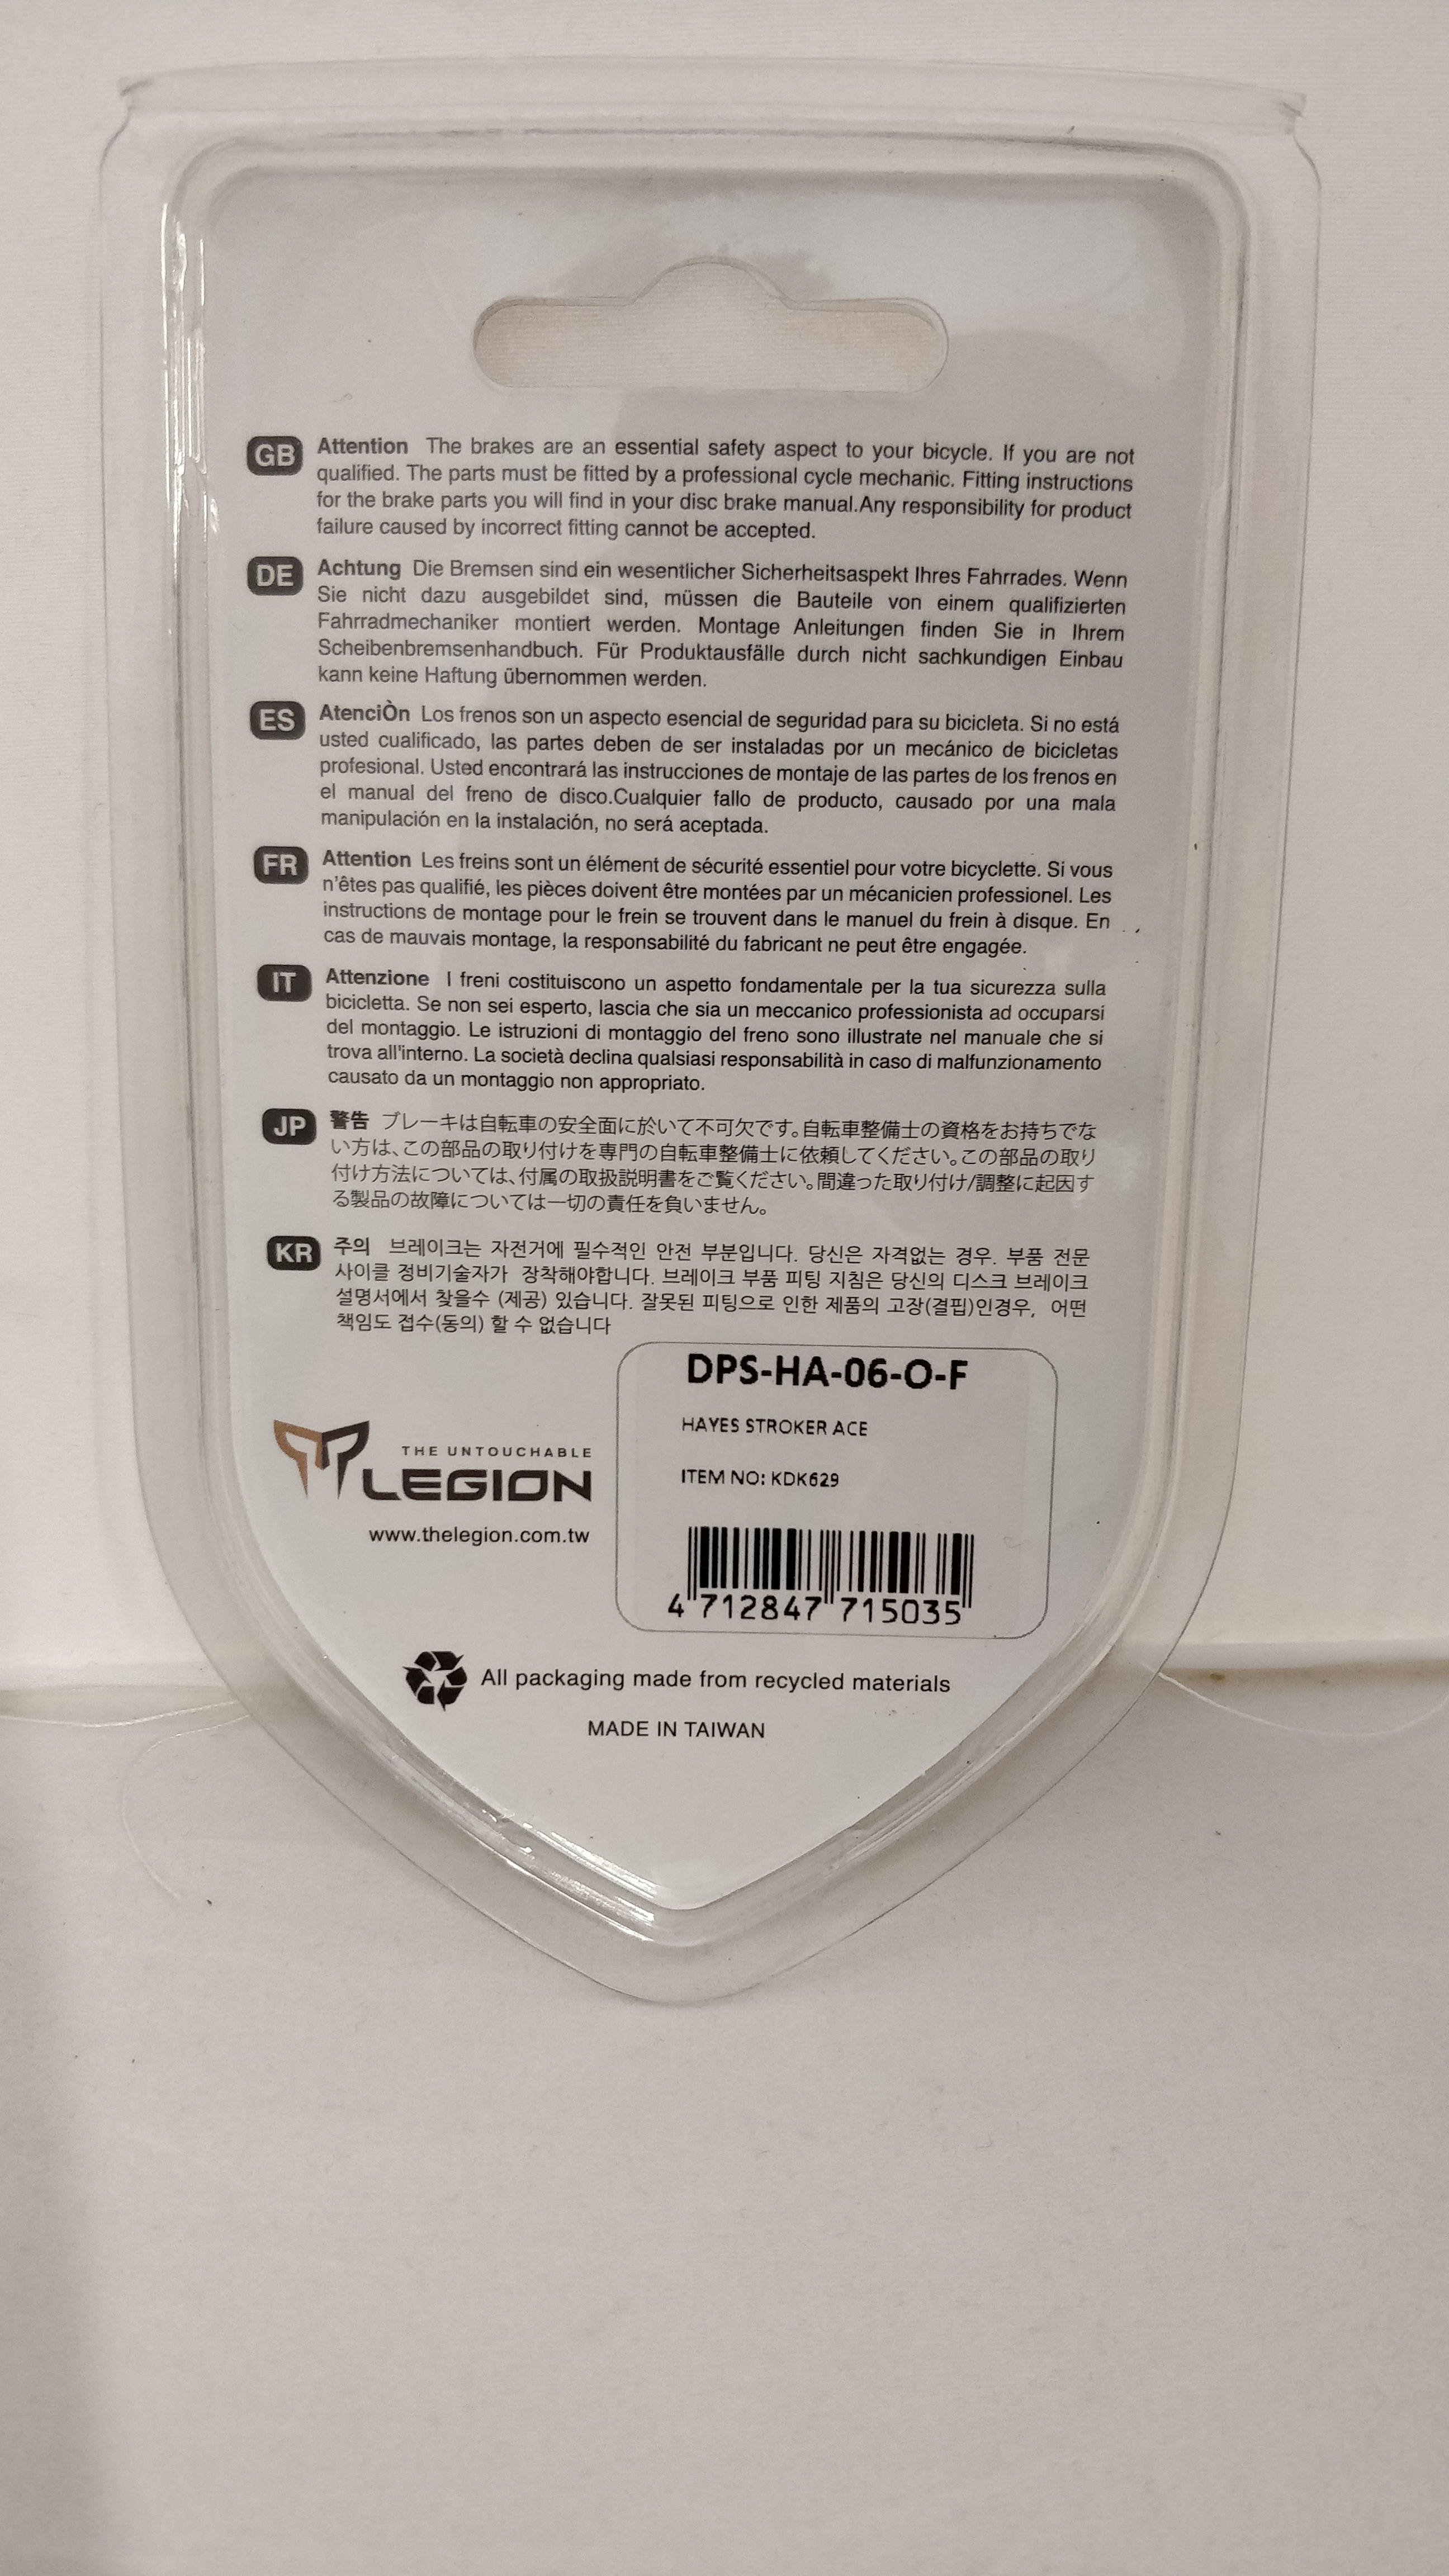 GB Attention The brakes are an essential safety aspect to your bicycle. If you are not
qualified. The parts must be fitted by a professional cycle mechanic. Fitting instructions
for the brake parts you will find in your disc brake manual.Any responsibility for product
failure caused by incorrect fitting cannot be accepted.
DE Achtung Die Bremsen sind ein wesentlicher Sicherheitsaspekt Ihres Fahrrades. Wenn
Sie nicht dazu ausgebildet sind, müssen die Bauteile von einem qualifizierten
Fahrradmechaniker montiert werden. Montage Anleitungen finden Sie in Ihrem
Scheibenbremsenhandbuch. Für Produktausfälle durch nicht sachkundigen Einbau
kann keine Haftung übernommen werden.
ES AtenciÒn Los frenos son un aspecto esencial de seguridad para su bicicleta. Si no está
usted cualificado, las partes deben de ser instaladas por un mecánico de bicicletas
profesional. Usted encontrará las instrucciones de montaje de las partes de los frenos en
el manual del freno de disco.Cualquier fallo de producto, causado por una mala
manipulación en la instalación, no será aceptada.
FR Attention Les freins sont un élément de sécurité essentiel pour votre bicyclette. Si vous
n'êtes pas qualifié, les pièces doivent être montées par un mécanicien professionel. Les
instructions de montage pour le frein se trouvent dans le manuel du frein à disque. En
cas de mauvais montage, la responsabilité du fabricant ne peut être engagée.
IT Attenzione I freni costituiscono un aspetto fondamentale per la tua sicurezza sulla
bicicletta. Se non sei esperto, lascia che sia un meccanico professionista ad occuparsi
del montaggio. Le istruzioni di montaggio del freno sono illustrate nel manuale che si
trova all'interno. La società declina qualsiasi responsabilità in caso di malfunzionamento
causato da un montaggio non appropriato.
JP 警告 ブレーキは自転車の安全面に於いて不可欠です。自転車整備士の資格をお持ちでな
い方は、この部品の取り付けを専門の自転車整備士に依頼してください。この部品の取り
付け方法については、付属の取扱説明書をご覧ください。間違った取り付け/調整に起因す
る製品の故障については一切の責任を負いません。
KR 주의 브레이크는 자전거에 필수적인 안전 부분입니다. 당신은 자격없는 경우. 부품 전문
사이클 정비기술자가 장착해야합니다. 브레이크 부품 피팅 지침은 당신의 디스크 브레이크
설명서에서 찾을수 (제공) 있습니다. 잘못된 피팅으로 인한 제품의 고장(결핍)인경우, 어떤
책임도 접수(동의) 할 수 없습니다
DPS-HA-06-O-F
HAYES STROKER ACE
ITEM NO: KDK629
4 712847 715035
THE UNTOUCHABLE
LEGION
www.thelegion.com.tw
All packaging made from recycled materials
MADE IN TAIWAN